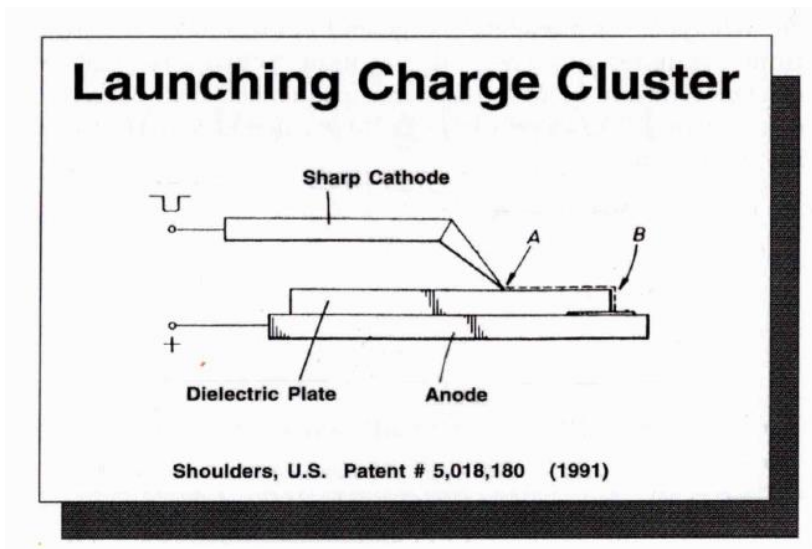 Launching Charge Cluster
Sharp Cathode
A
B
+
Dielectric Plate
Anode
Shoulders, U.S. Patent # 5,018,180 (1991)